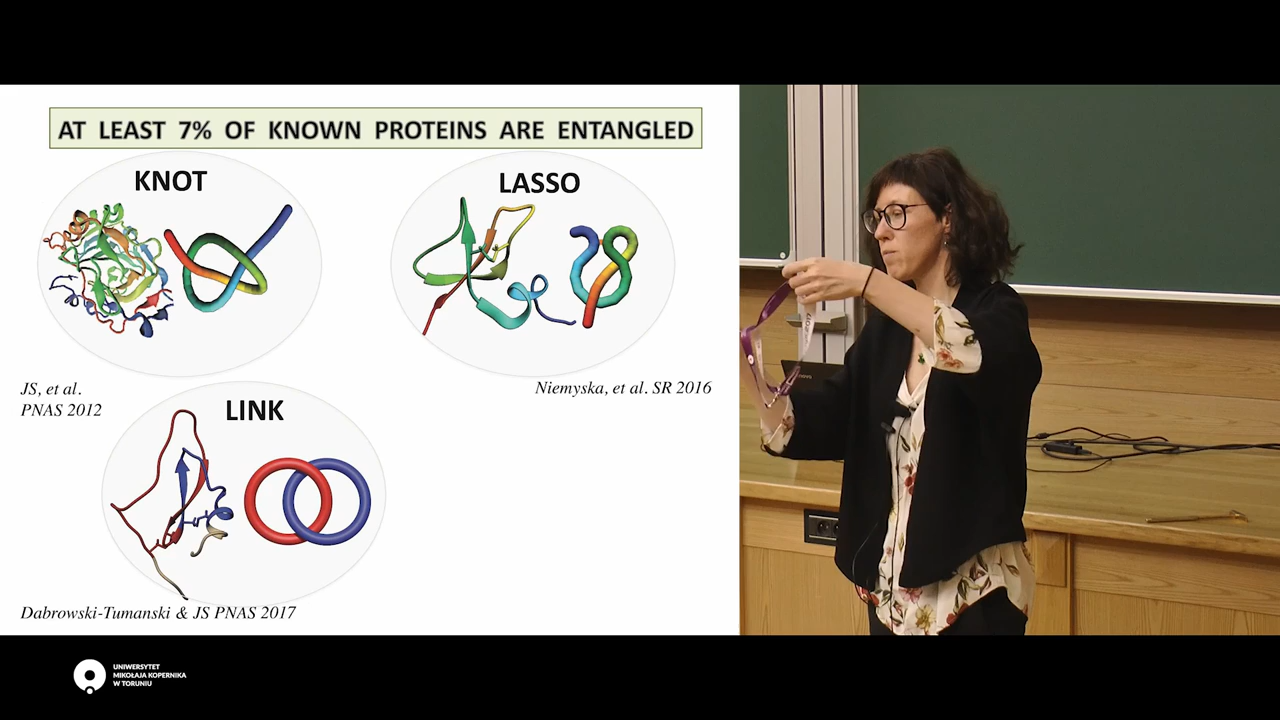 AT LEAST 7% OF KNOWN PROTEINS ARE ENTANGLED
KNOT
LASSO
JS, et al.
PNAS 2012
Niemyska, et al. SR 2016
LINK
Dabrowski-Tumanski & JS PNAS 2017
UNIWERSYTET
MIKOŁAJA KOPERNIKA
W TORUNIU